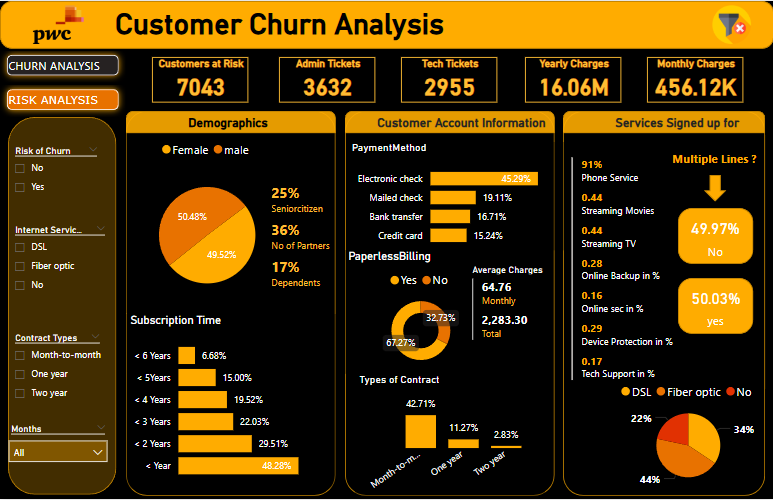 pwc
Customer Churn Analysis
CHURN ANALYSIS
RISK ANALYSIS
Customers at Risk
7043
Admin Tickets
3632
Tech Tickets
2955
Yearly Charges
16.06M
Monthly Charges
456.12K
Risk of Churn
No
Yes
Internet Servic...
DSL
Fiber optic
No
Contract Types
Month-to-month
One year
Two year
Months
All
Demographics
Female male
50.48%
49.52%
25%
Seniorcitizen
36%
No of Partners
17%
Dependents
Subscription Time
< 6 Years 6.68%
< 5Years 15.00%
< 4 Years 19.52%
< 3 Years 22.03%
< 2 Years 29.51%
< Year 48.28%
Customer Account Information
PaymentMethod
Electronic check 45.29%
Mailed check 19.11%
Bank transfer 16.71%
Credit card 15.24%
PaperlessBilling
Yes No
32.73%
67.27%
Average Charges
64.76
Monthly
2,283.30
Total
Types of Contract
42.71%
11.27%
2.83%
Month-to-m...
One year
Two year
Services Signed up for
91%
Phone Service
0.44
Streaming Movies
0.44
Streaming TV
0.28
Online Backup in %
0.16
Online sec in %
0.29
Device Protection in %
0.17
Tech Support in %
Multiple Lines ?
49.97%
No
50.03%
yes
DSL Fiber optic No
22%
34%
44%